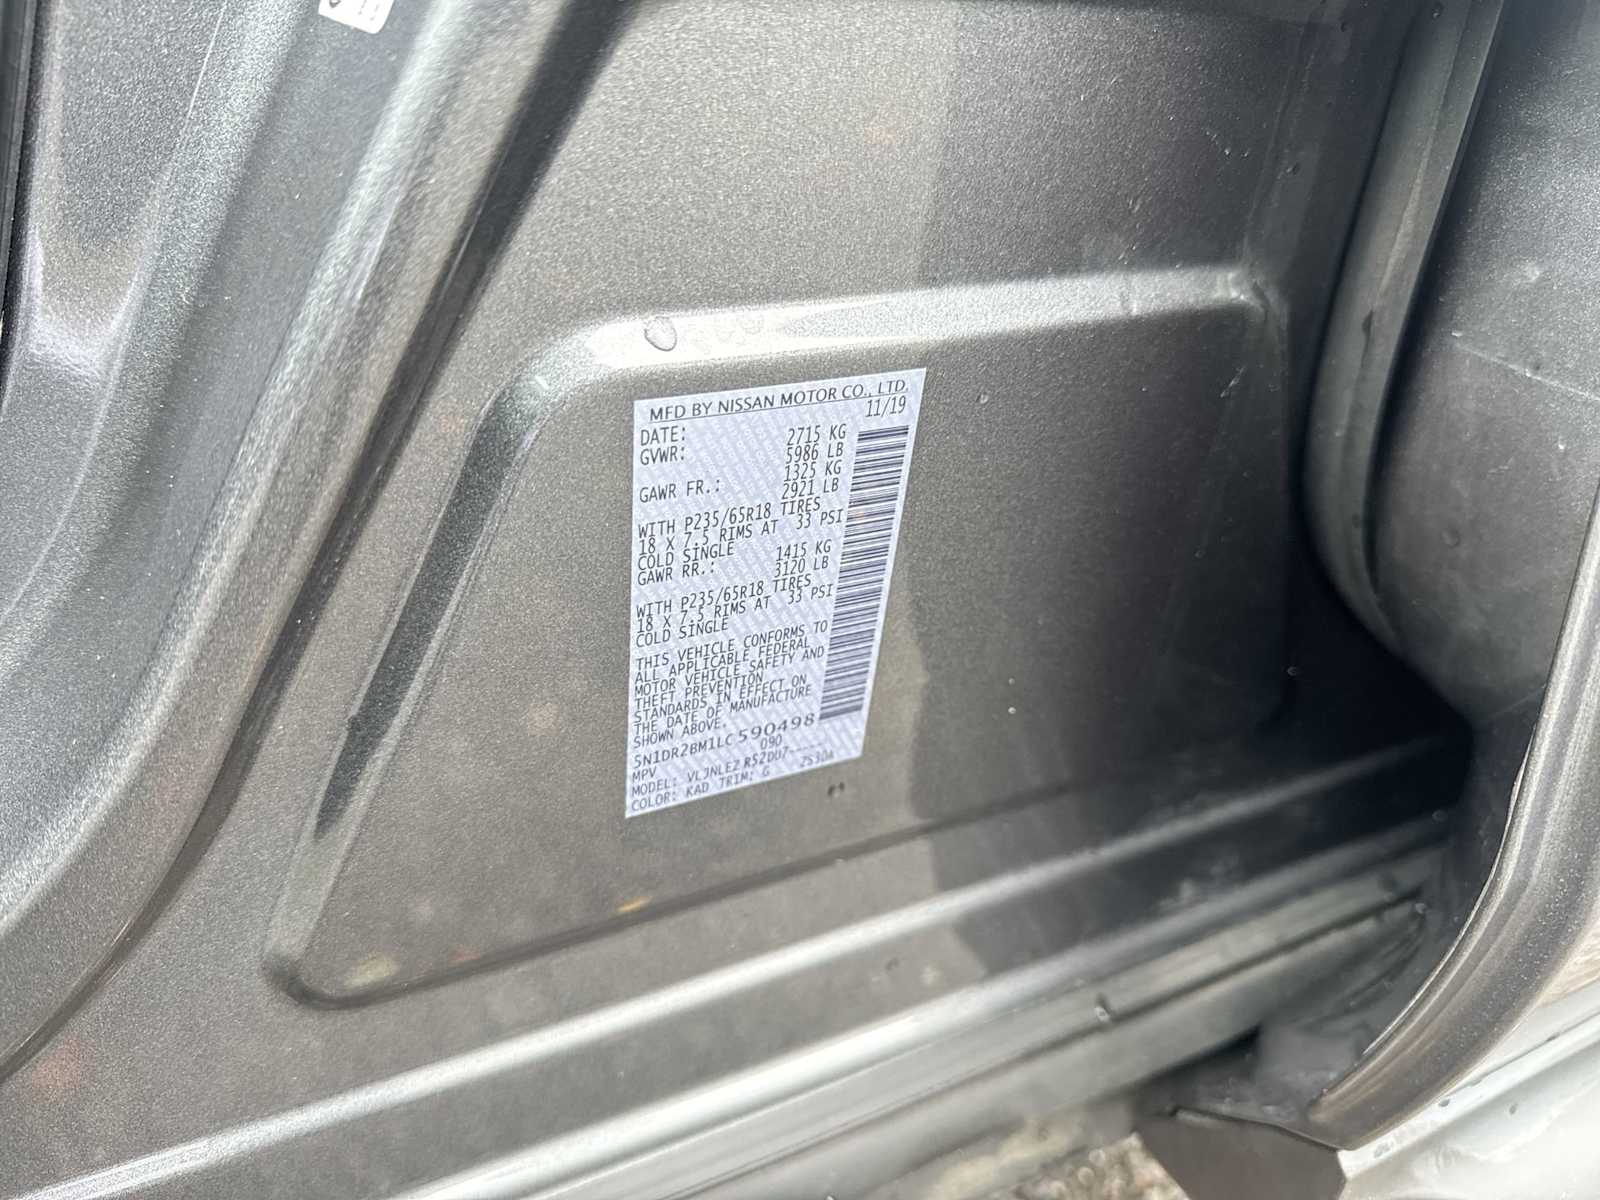 MFD BY NISSAN MOTOR CO., LTD.
DATE: 11/19
GVWR: 2715 KG
5986 LB
GAWR FR.: 1325 KG
2921 LB
WITH P235/65R18 TIRES
18 X 7.5 RIMS AT 33 PSI
COLD SINGLE
GAWR RR.: 1415 KG
3120 LB
WITH P235/65R18 TIRES
18 X 7.5 RIMS AT 33 PSI
COLD SINGLE
THIS VEHICLE CONFORMS TO
ALL APPLICABLE FEDERAL
MOTOR VEHICLE SAFETY AND
THEFT PREVENTION
STANDARDS IN EFFECT ON
THE DATE OF MANUFACTURE
SHOWN ABOVE.
5N1DR2BM1LC590498
MPV 090
MODEL: VLJNLEZ R52DU7-----
COLOR: KAD TRIM: G ZS30A